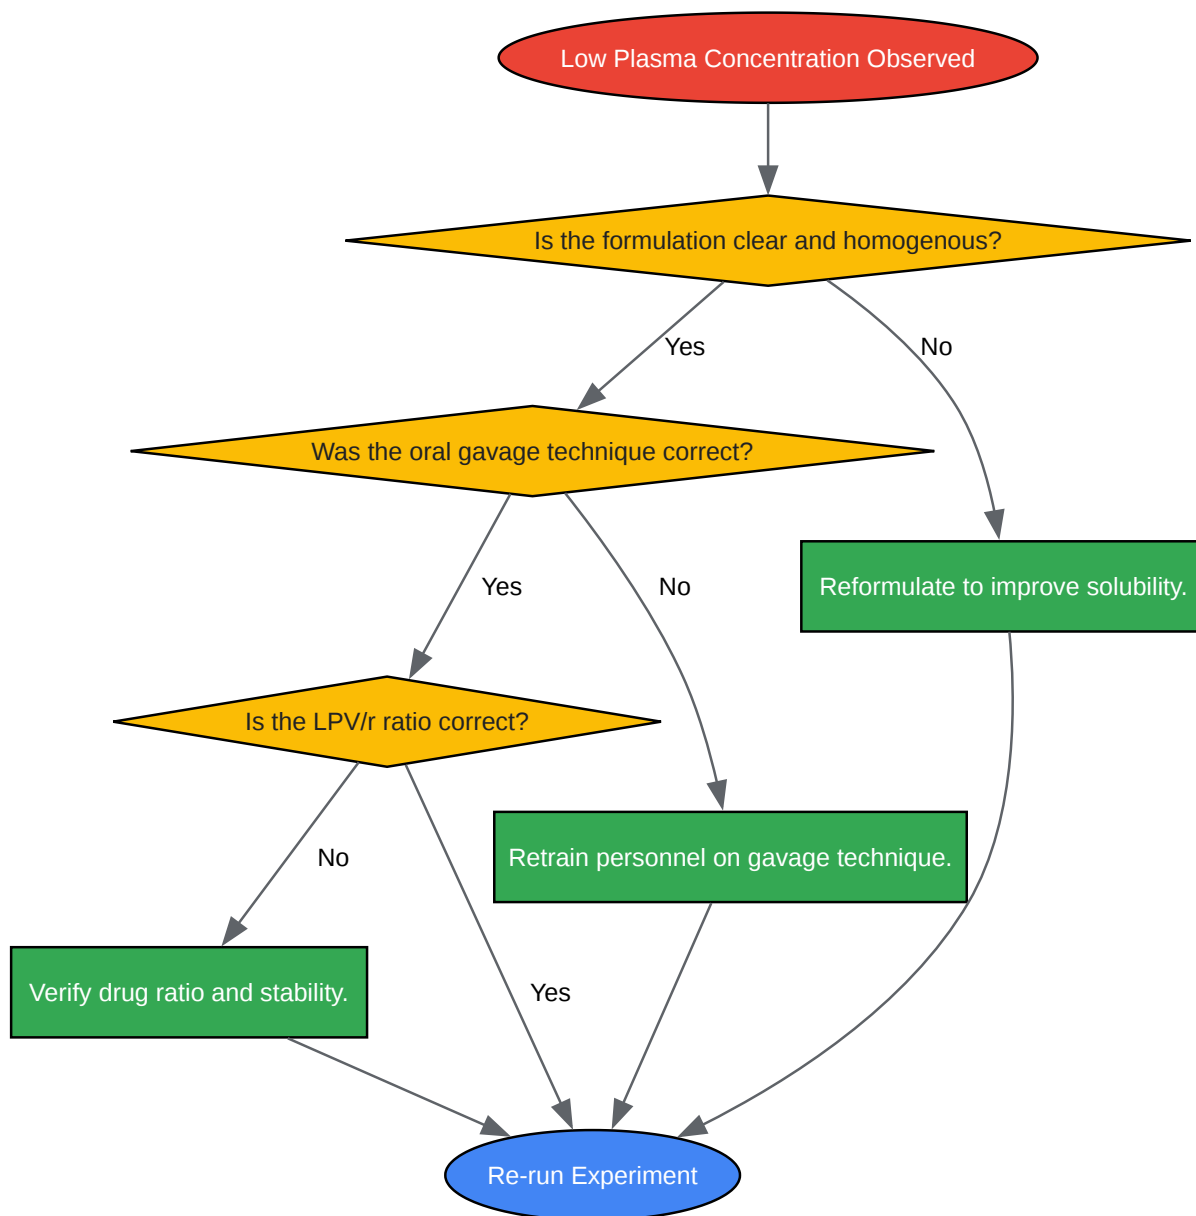 Low Plasma Concentration Observed
Is the formulation clear and homogenous?
Yes
No
Was the oral gavage technique correct?
Yes
No
Reformulate to improve solubility.
Is the LPV/r ratio correct?
No
Retrain personnel on gavage technique.
Verify drug ratio and stability.
Yes
Re-run Experiment